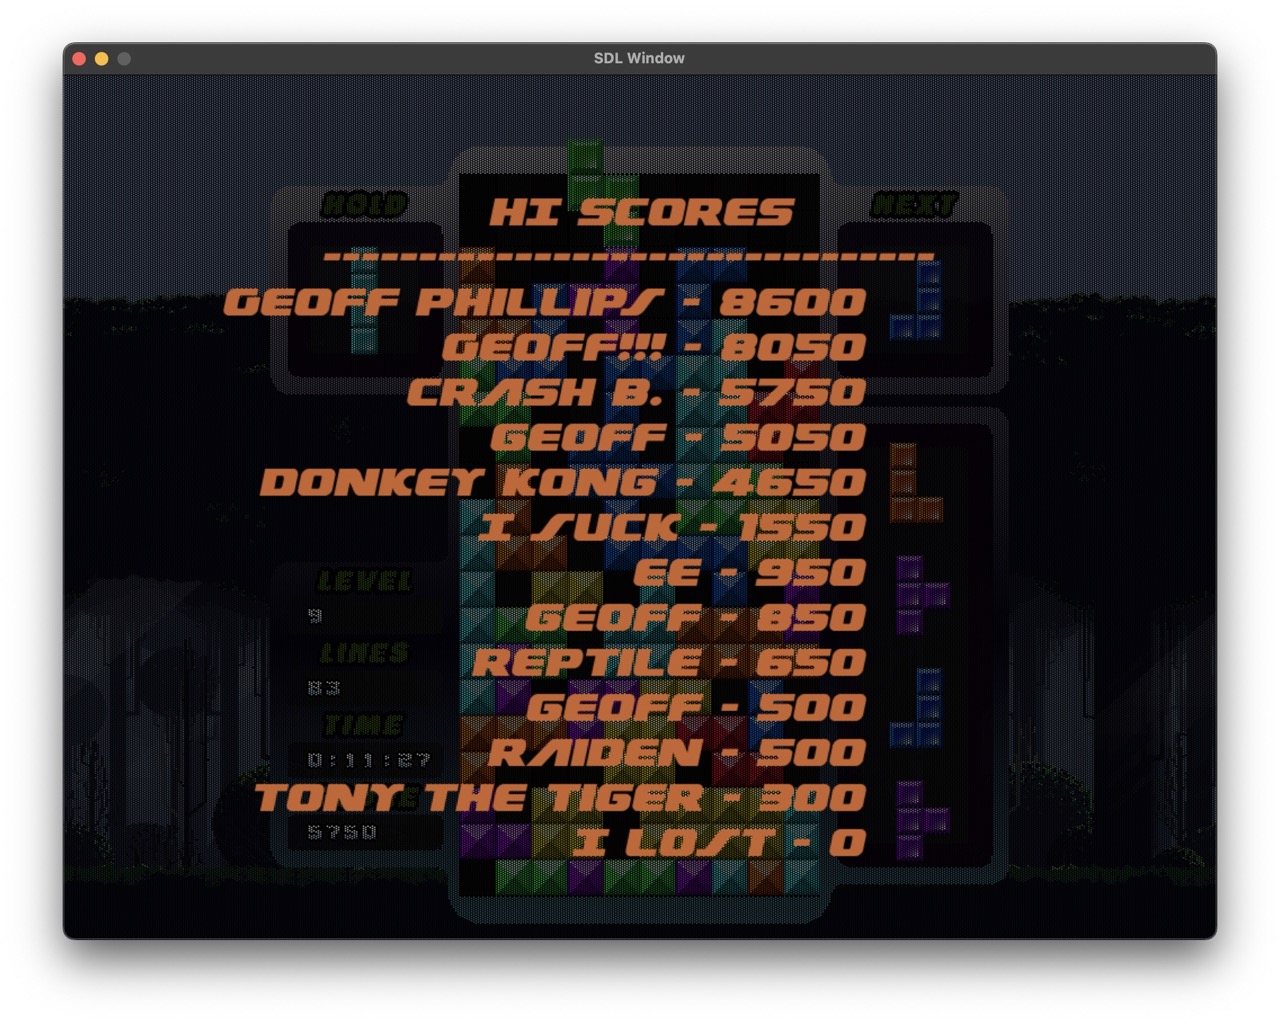 SDL Window
HOLD
NEXT
HI SCORES
------------------------------
GEOFF PHILLIPS - 8600
GEOFF!!! - 8050
CRASH B. - 5750
GEOFF - 5050
DONKEY KONG - 4650
I SUCK - 1550
EE - 950
GEOFF - 850
REPTILE - 650
GEOFF - 500
RAIDEN - 500
TONY THE TIGER - 300
I LOST - 0
LEVEL
9
LINES
83
TIME
0:11:27
5750